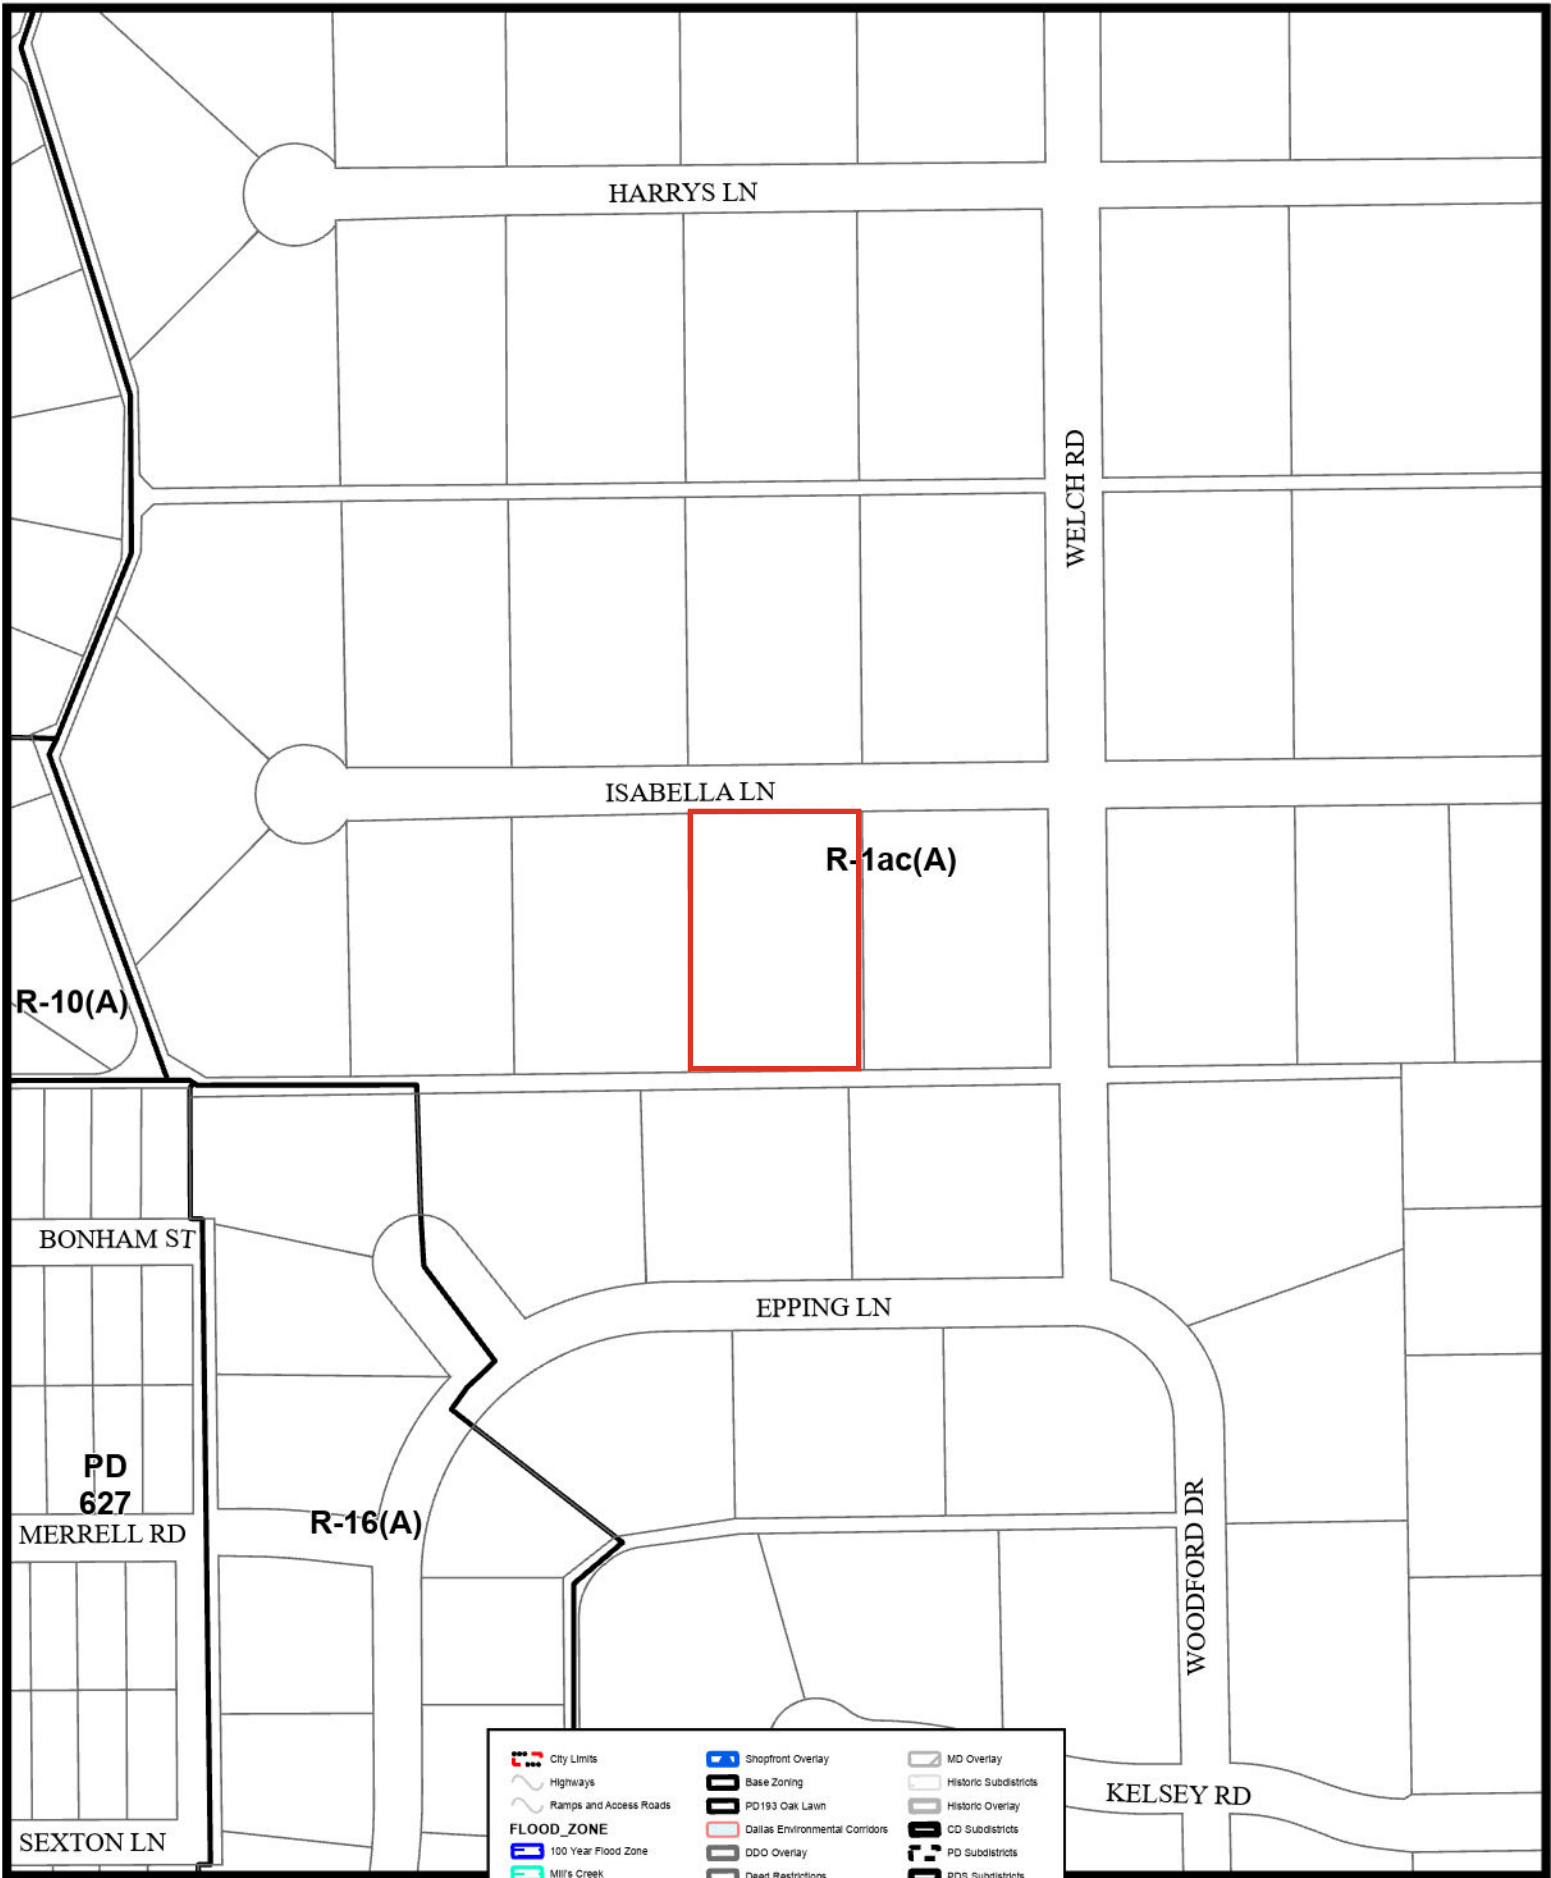 HARRYS LN
WELCH RD
ISABELLA LN
R-1ac(A)
R-10(A)
BONHAM ST
EPPING LN
PD
627
MERRELL RD
R-16(A)
WOODFORD DR
KELSEY RD
SEXTON LN
City Limits
Highways
Ramps and Access Roads
FLOOD_ZONE
100 Year Flood Zone
Mill's Creek
Shopfront Overlay
Base Zoning
PD193 Oak Lawn
Dallas Environmental Corridors
DDO Overlay
Deed Restrictions
MD Overlay
Historic Subdistricts
Historic Overlay
CD Subdistricts
PD Subdistricts
PDS Subdistricts